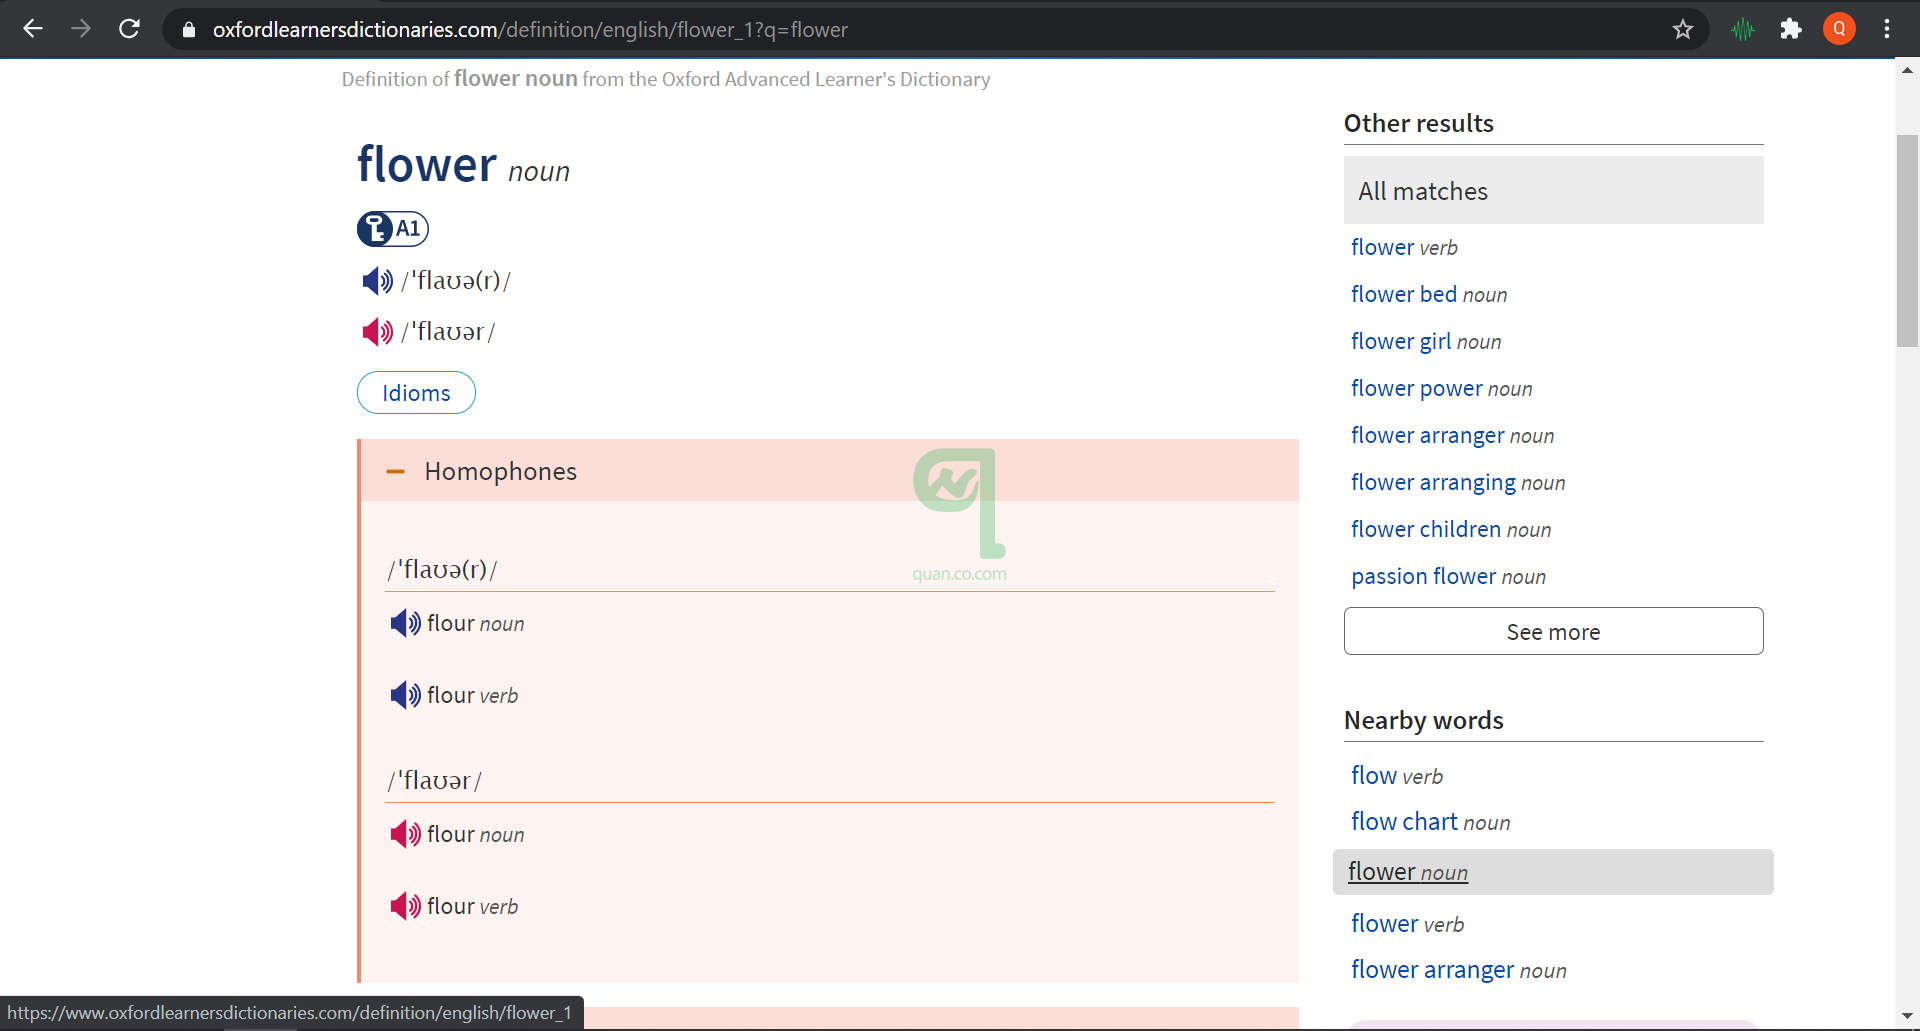 oxfordlearnersdictionaries.com/definition/english/flower_1?q=flower
Q
Definition of flower noun from the Oxford Advanced Learner's Dictionary
flower noun
A1
/ˈflaʊə(r)/
/ˈflaʊər/
Idioms
Homophones
/ˈflaʊə(r)/
flour noun
flour verb
/ˈflaʊər/
flour noun
flour verb
quan.co.com
Other results
All matches
flower verb
flower bed noun
flower girl noun
flower power noun
flower arranger noun
flower arranging noun
flower children noun
passion flower noun
See more
Nearby words
flow verb
flow chart noun
flower noun
flower verb
flower arranger noun
https://www.oxfordlearnersdictionaries.com/definition/english/flower_1